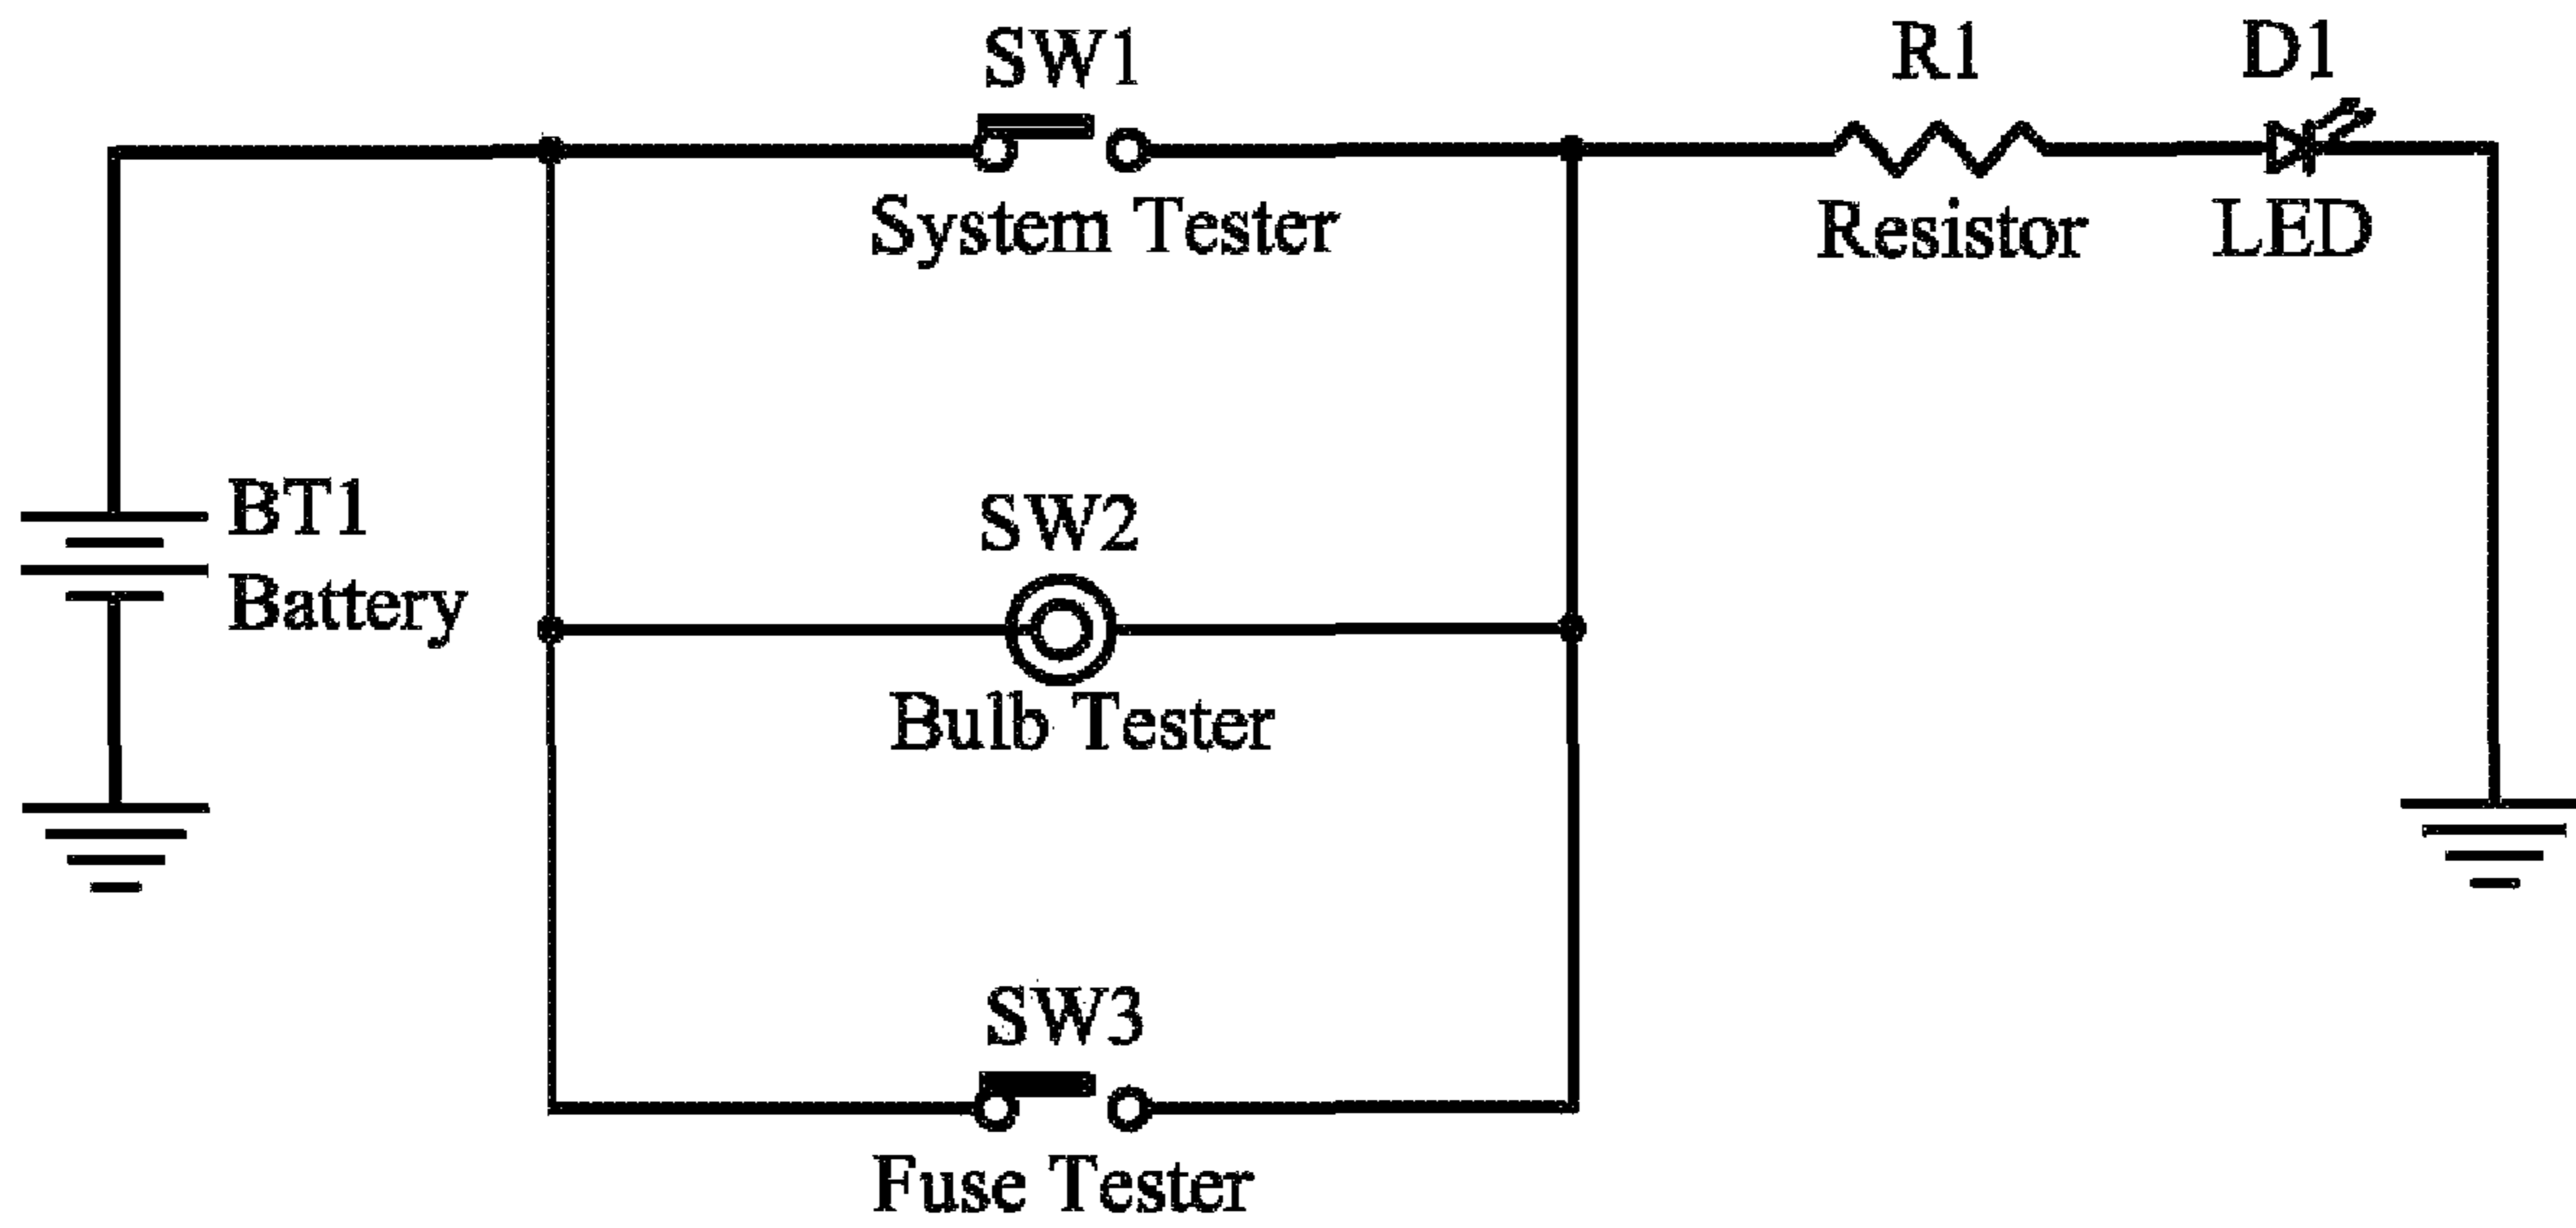 SW1
System Tester
R1
Resistor
D1
LED
BT1
Battery
SW2
Bulb Tester
SW3
Fuse Tester